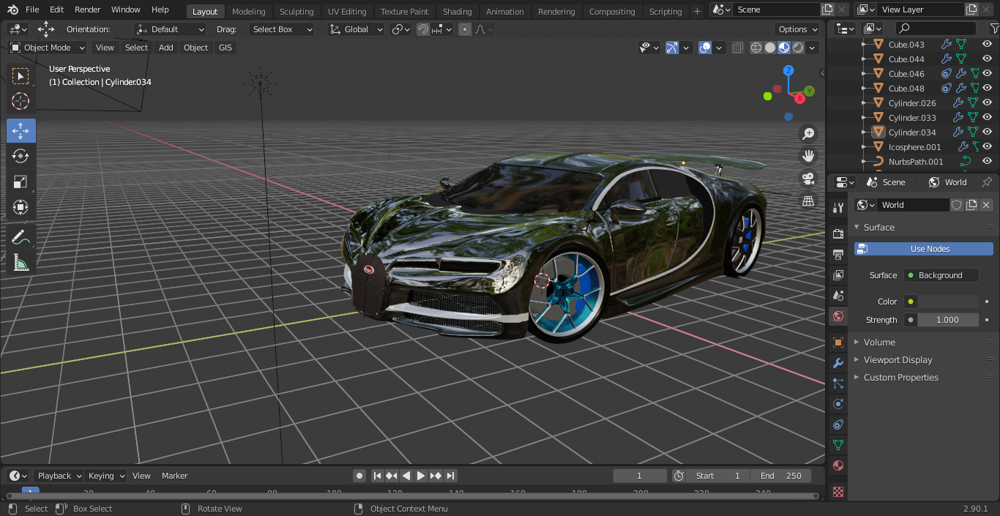 File Edit Render Window Help Layout Modeling Sculpting UV Editing Texture Paint Shading Animation Rendering Compositing Scripting + Scene View Layer
Orientation: Default Drag: Select Box Global Options
Object Mode View Select Add Object GIS
User Perspective
(1) Collection | Cylinder.034
Z
Y
X
Cube.043
Cube.044
Cube.046
Cube.048
Cylinder.026
Cylinder.033
Cylinder.034
Icosphere.001
NurbsPath.001
Scene World
World
Surface
Use Nodes
Surface Background
Color
Strength 1.000
Volume
Viewport Display
Custom Properties
Playback Keying View Marker 1 Start 1 End 250
1 20 40 60 80 100 120 140 160 180 200 220 240
Select Box Select Rotate View Object Context Menu 2.90.1